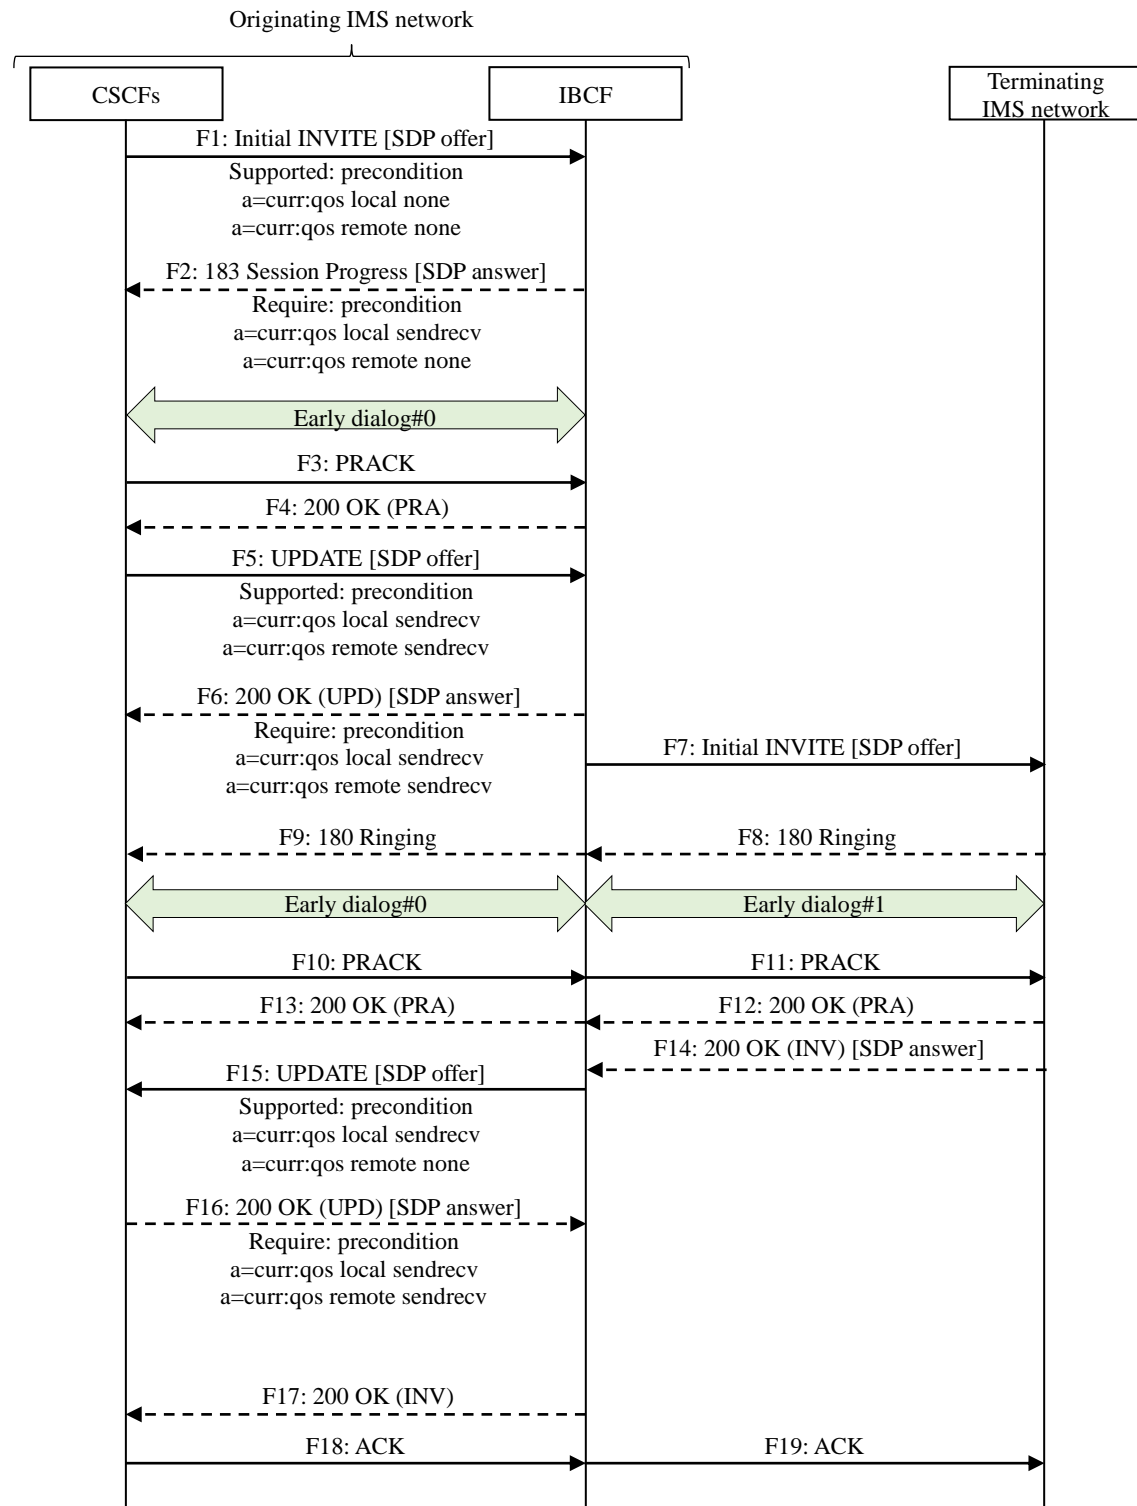 Originating IMS network
CSCFs
IBCF
Terminating
IMS network
F1: Initial INVITE [SDP offer]
Supported: precondition
a=curr:qos local none
a=curr:qos remote none
F2: 183 Session Progress [SDP answer]
Require: precondition
a=curr:qos local sendrecv
a=curr:qos remote none
Early dialog#0
F3: PRACK
F4: 200 OK (PRA)
F5: UPDATE [SDP offer]
Supported: precondition
a=curr:qos local sendrecv
a=curr:qos remote sendrecv
F6: 200 OK (UPD) [SDP answer]
Require: precondition
a=curr:qos local sendrecv
a=curr:qos remote sendrecv
F7: Initial INVITE [SDP offer]
F9: 180 Ringing
F8: 180 Ringing
Early dialog#0
Early dialog#1
F10: PRACK
F11: PRACK
F13: 200 OK (PRA)
F12: 200 OK (PRA)
F14: 200 OK (INV) [SDP answer]
F15: UPDATE [SDP offer]
Supported: precondition
a=curr:qos local sendrecv
a=curr:qos remote none
F16: 200 OK (UPD) [SDP answer]
Require: precondition
a=curr:qos local sendrecv
a=curr:qos remote sendrecv
F17: 200 OK (INV)
F18: ACK
F19: ACK